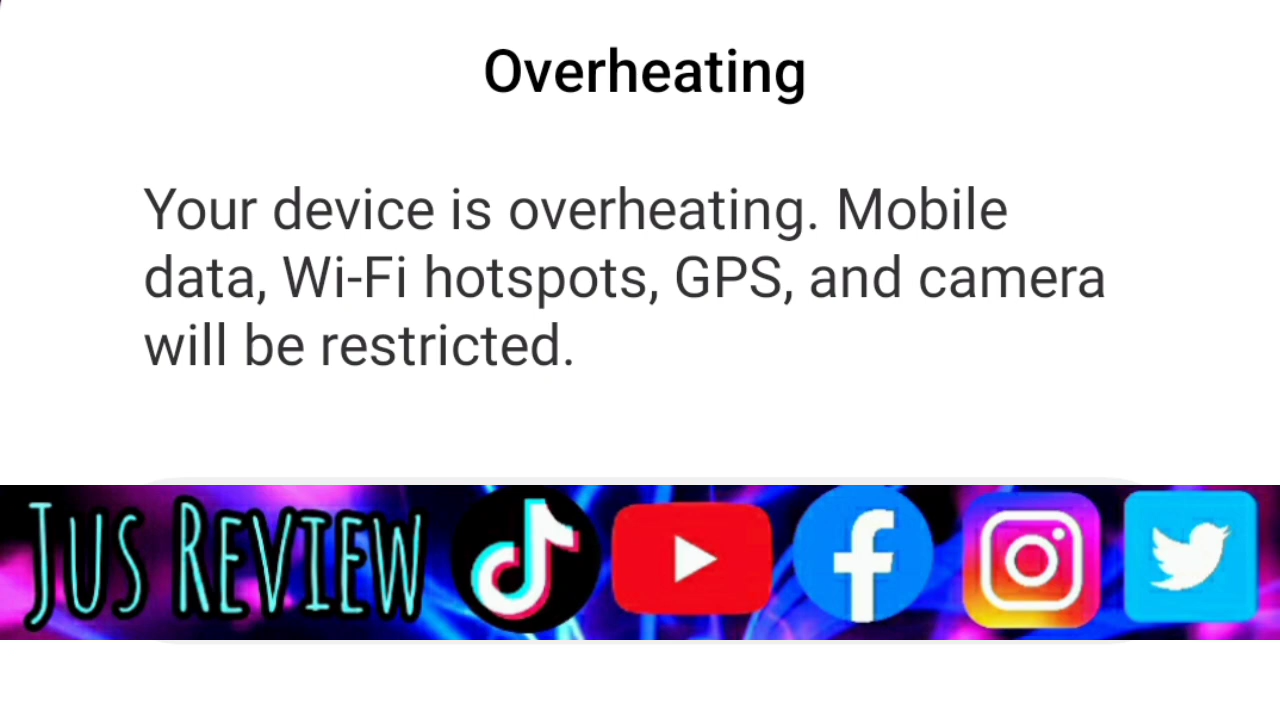 Overheating
Your device is overheating. Mobile
data, Wi-Fi hotspots, GPS, and camera
will be restricted.
JUS REVIEW